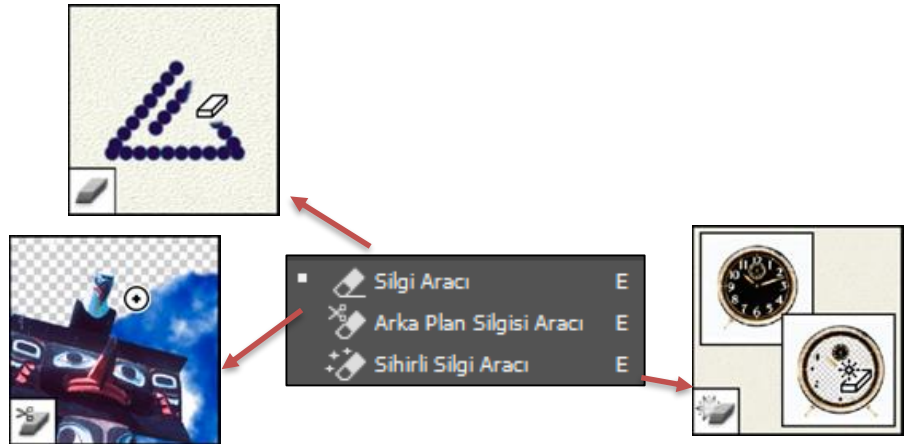 Silgi Aracı E
Arka Plan Silgisi Aracı E
Sihirli Silgi Aracı E